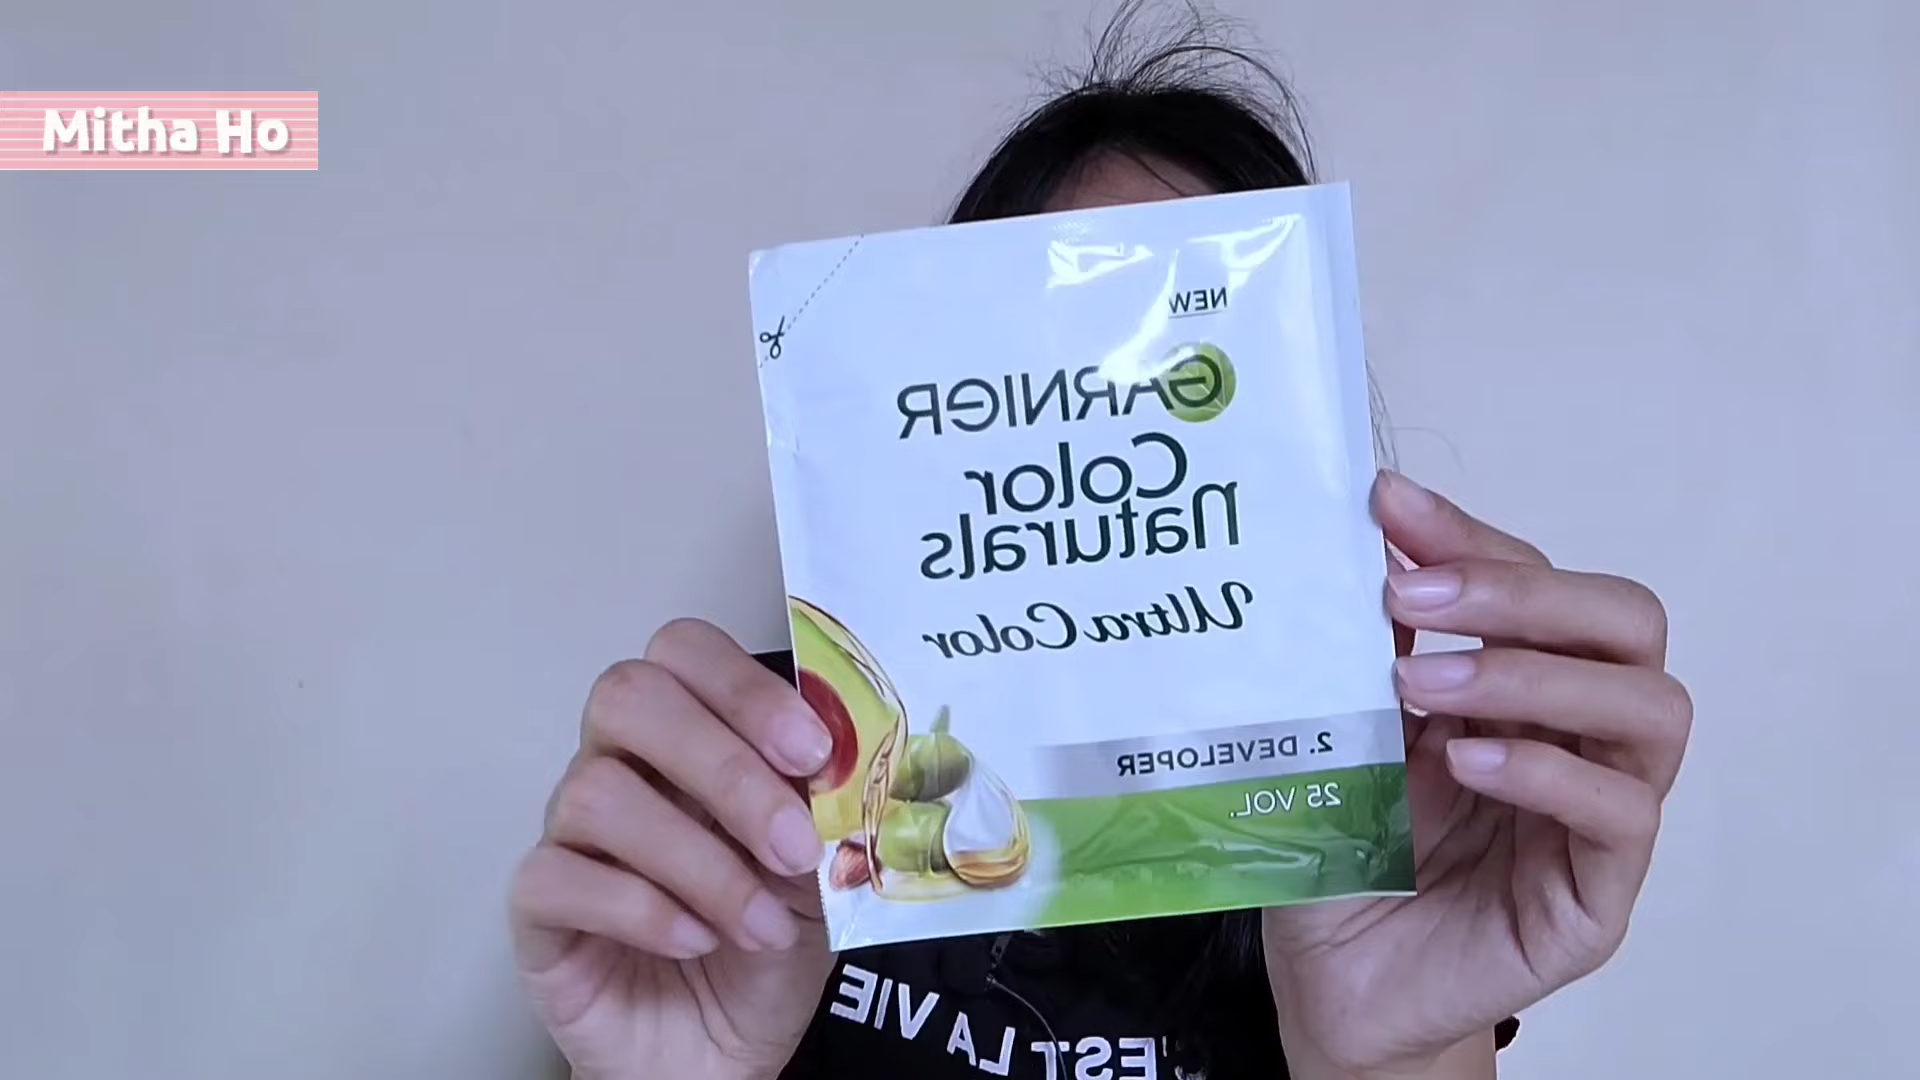 Mitha Ho
NEW
GARNIER
Color
naturals
Ultra Color
2. DEVELOPER
25 VOL.
C'EST LA VIE